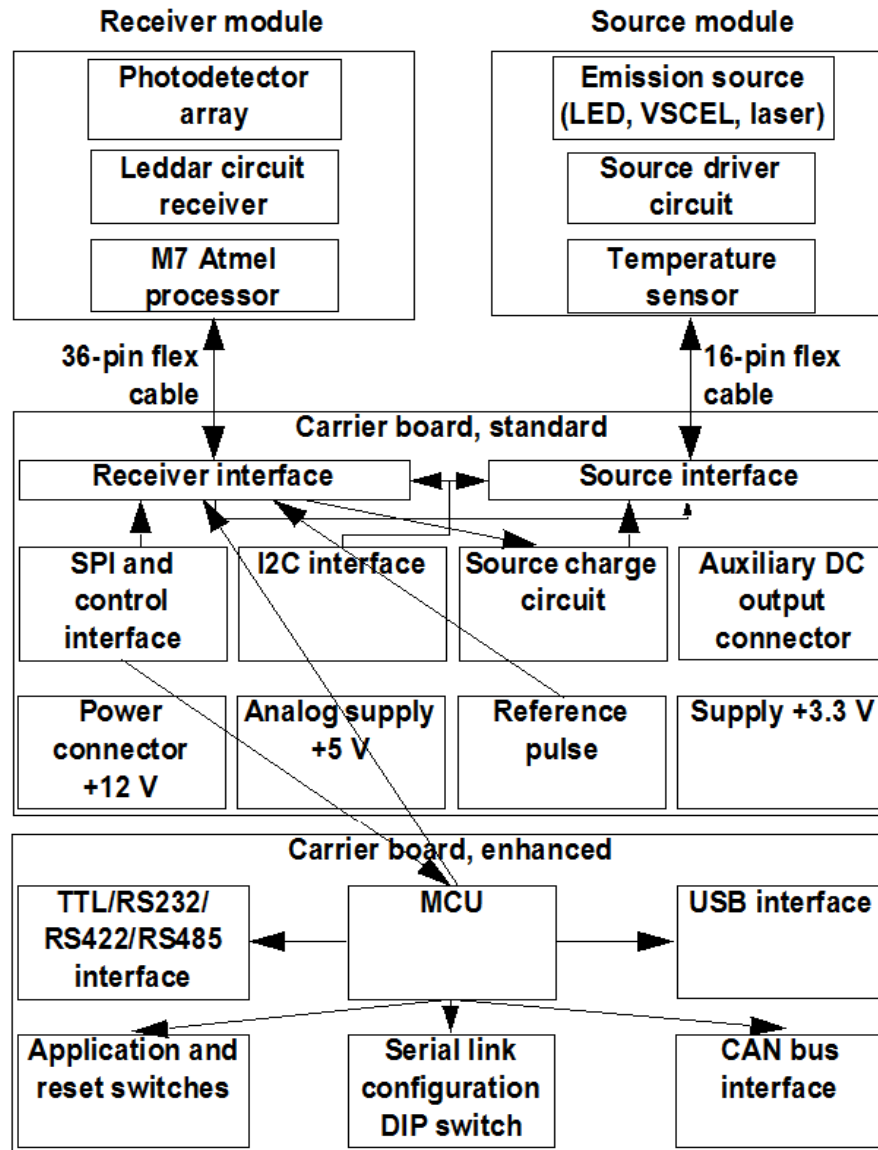 Receiver module
Source module
Photodetector
array
Leddar circuit
receiver
M7 Atmel
processor
Emission source
(LED, VSCEL, laser)
Source driver
circuit
Temperature
sensor
36-pin flex
cable
16-pin flex
cable
Carrier board, standard
Receiver interface
Source interface
SPI and
control
interface
I2C interface
Source charge
circuit
Auxiliary DC
output
connector
Power
connector
+12 V
Analog supply
+5 V
Reference
pulse
Supply +3.3 V
Carrier board, enhanced
TTL/RS232/
RS422/RS485
interface
MCU
USB interface
Application and
reset switches
Serial link
configuration
DIP switch
CAN bus
interface